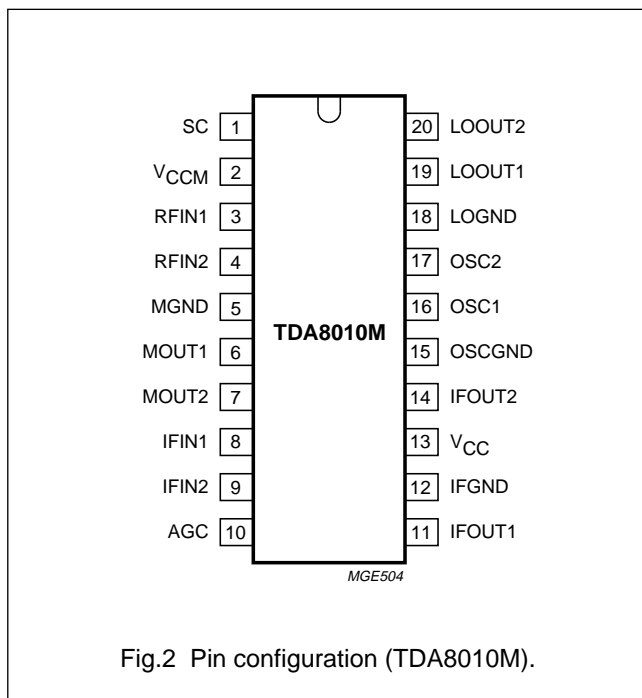 SC 1 20 LOOUT2
VCCM 2 19 LOOUT1
RFIN1 3 18 LOGND
RFIN2 4 17 OSC2
MGND 5 16 OSC1
TDA8010M
MOUT1 6 15 OSCGND
MOUT2 7 14 IFOUT2
IFIN1 8 13 VCC
IFIN2 9 12 IFGND
AGC 10 11 IFOUT1
MGE504
Fig.2 Pin configuration (TDA8010M).